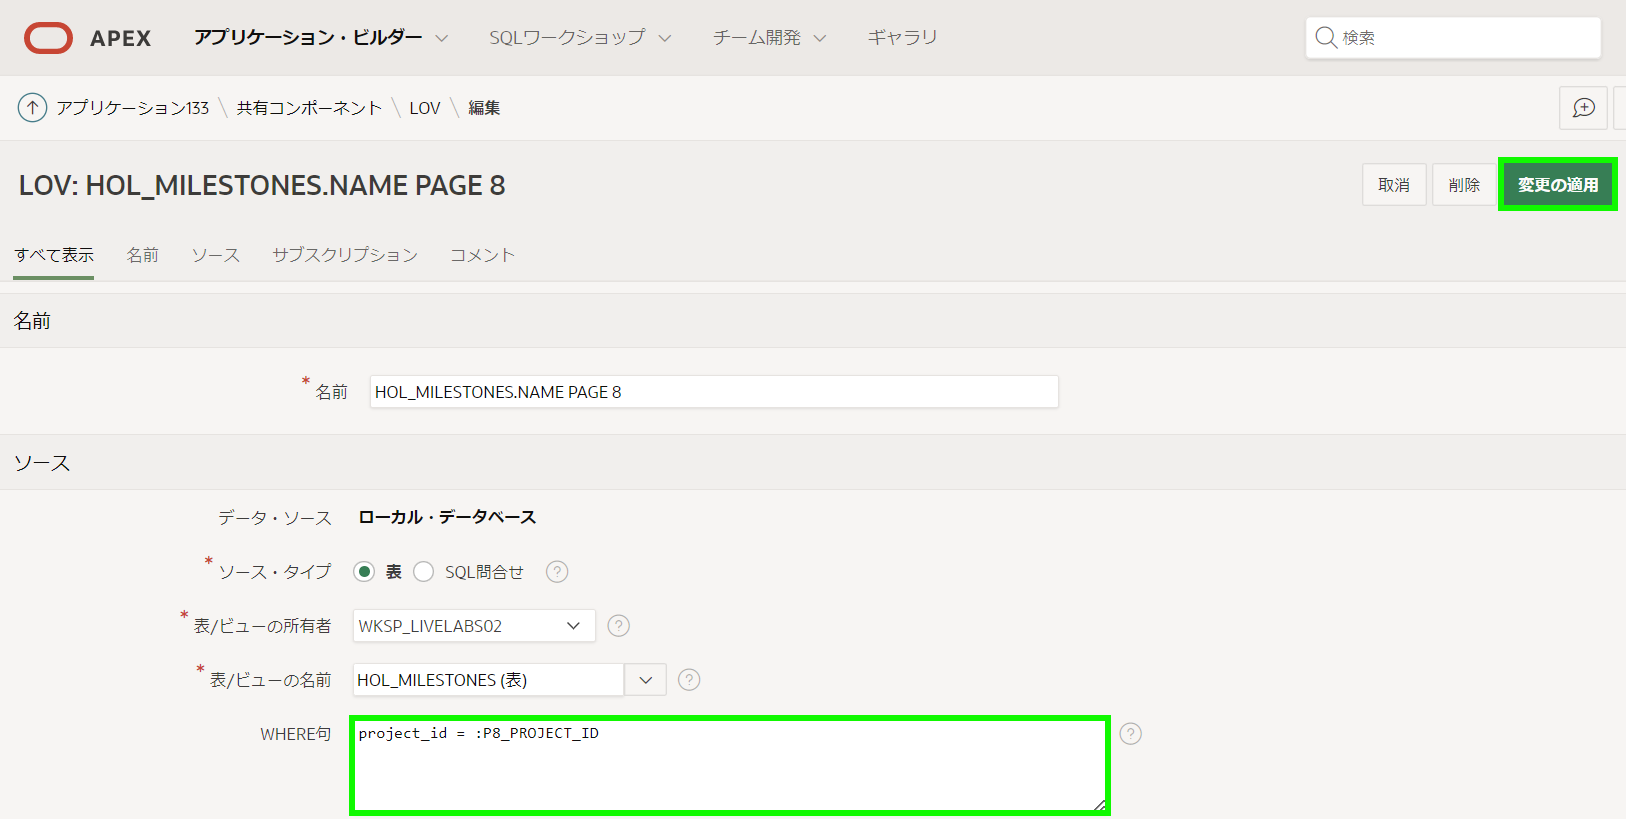 APEX アプリケーション・ビルダー SQLワークショップ チーム開発 ギャラリ 検索
アプリケーション133 \ 共有コンポーネント \ LOV \ 編集
LOV: HOL_MILESTONES.NAME PAGE 8 取消 削除 変更の適用
すべて表示 名前 ソース サブスクリプション コメント
名前
* 名前 HOL_MILESTONES.NAME PAGE 8
ソース
データ・ソース ローカル・データベース
* ソース・タイプ 表 SQL問合せ ?
* 表/ビューの所有者 WKSP_LIVELABS02 ?
* 表/ビューの名前 HOL_MILESTONES (表) ?
WHERE句 project_id = :P8_PROJECT_ID ?